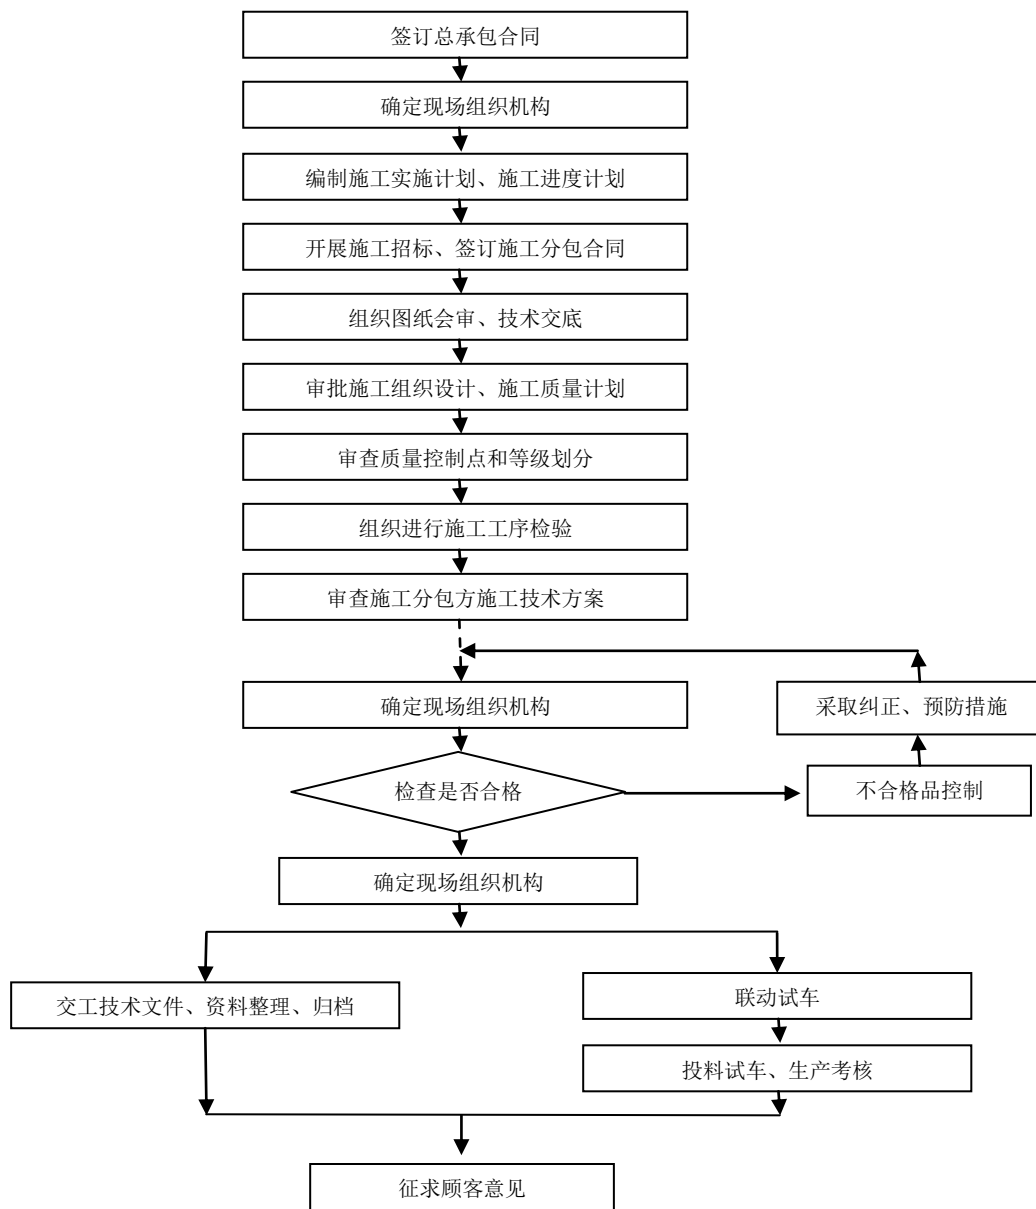 签订总承包合同
确定现场组织机构
编制施工实施计划、施工进度计划
开展施工招标、签订施工分包合同
组织图纸会审、技术交底
审批施工组织设计、施工质量计划
审查质量控制点和等级划分
组织进行施工工序检验
审查施工分包方施工技术方案
确定现场组织机构
采取纠正、预防措施
检查是否合格
不合格品控制
确定现场组织机构
交工技术文件、资料整理、归档
联动试车
投料试车、生产考核
征求顾客意见